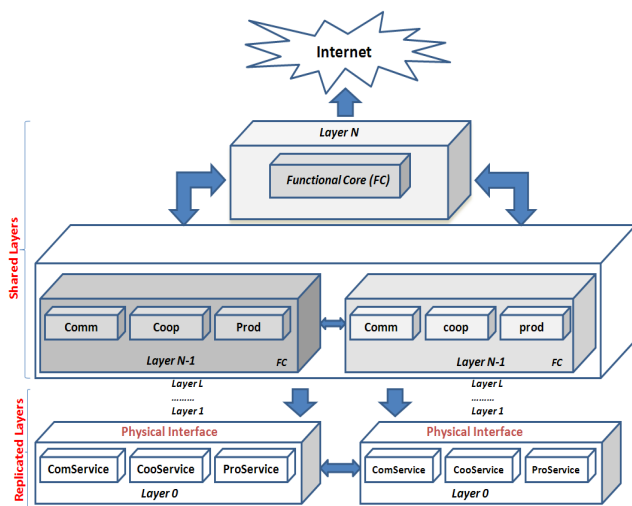 Internet
Layer N
Functional Core (FC)
Shared Layers
Comm Coop Prod
Layer N-1 FC
Comm coop prod
Layer N-1 FC
Layer L
.........
Layer 1
Layer L
.........
Layer 1
Replicated Layers
Physical Interface
ComService CooService ProService
Layer 0
Physical Interface
ComService CooService ProService
Layer 0